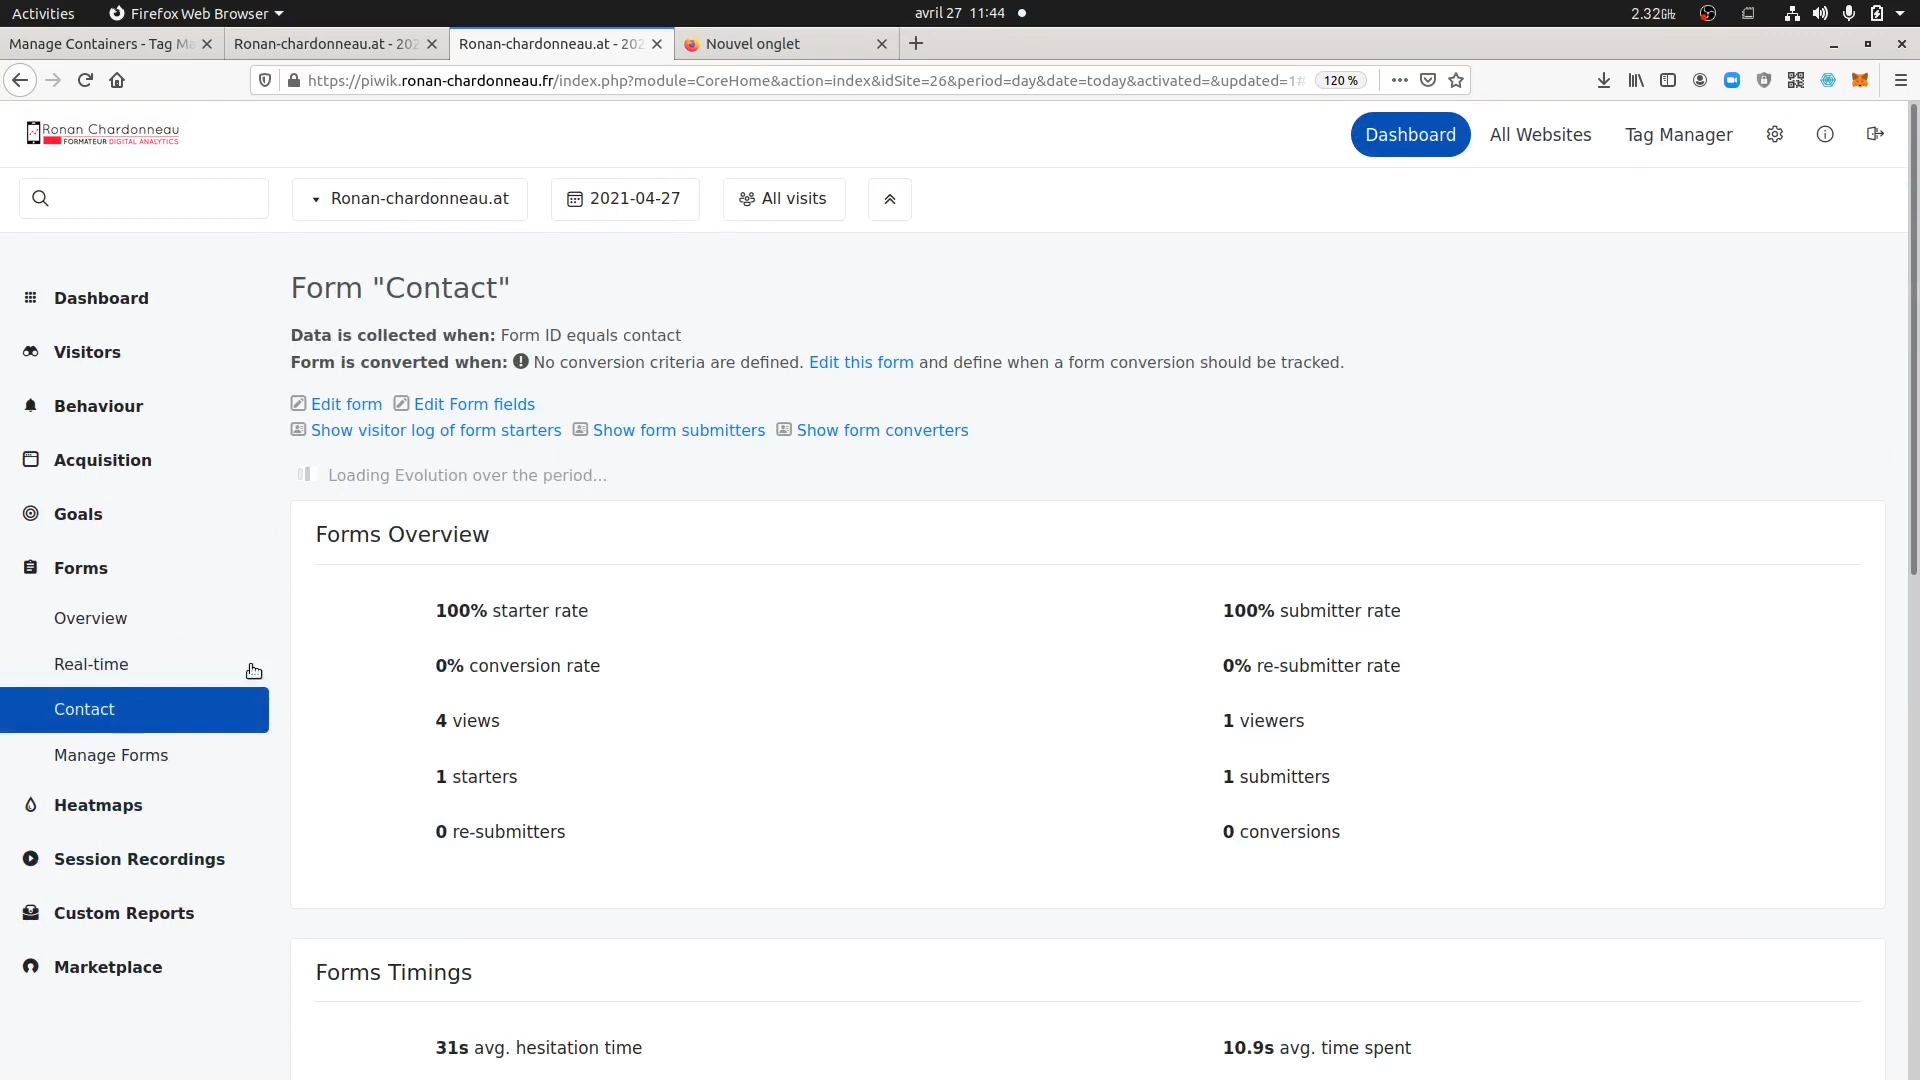 Activities
Firefox Web Browser
avril 27 11:44
2.32GHz
Manage Containers - Tag Ma
Ronan-chardonneau.at - 202
Ronan-chardonneau.at - 202
Nouvel onglet
https://piwik.ronan-chardonneau.fr/index.php?module=CoreHome&action=index&idSite=26&period=day&date=today&activated=&updated=1#
120 %
Ronan Chardonneau
FORMATEUR DIGITAL ANALYTICS
Dashboard
All Websites
Tag Manager
Ronan-chardonneau.at
2021-04-27
All visits
Dashboard
Visitors
Behaviour
Acquisition
Goals
Forms
Overview
Real-time
Contact
Manage Forms
Heatmaps
Session Recordings
Custom Reports
Marketplace
Form "Contact"
Data is collected when: Form ID equals contact
Form is converted when: No conversion criteria are defined. Edit this form and define when a form conversion should be tracked.
Edit form Edit Form fields
Show visitor log of form starters Show form submitters Show form converters
Loading Evolution over the period...
Forms Overview
100% starter rate
100% submitter rate
0% conversion rate
0% re-submitter rate
4 views
1 viewers
1 starters
1 submitters
0 re-submitters
0 conversions
Forms Timings
31s avg. hesitation time
10.9s avg. time spent